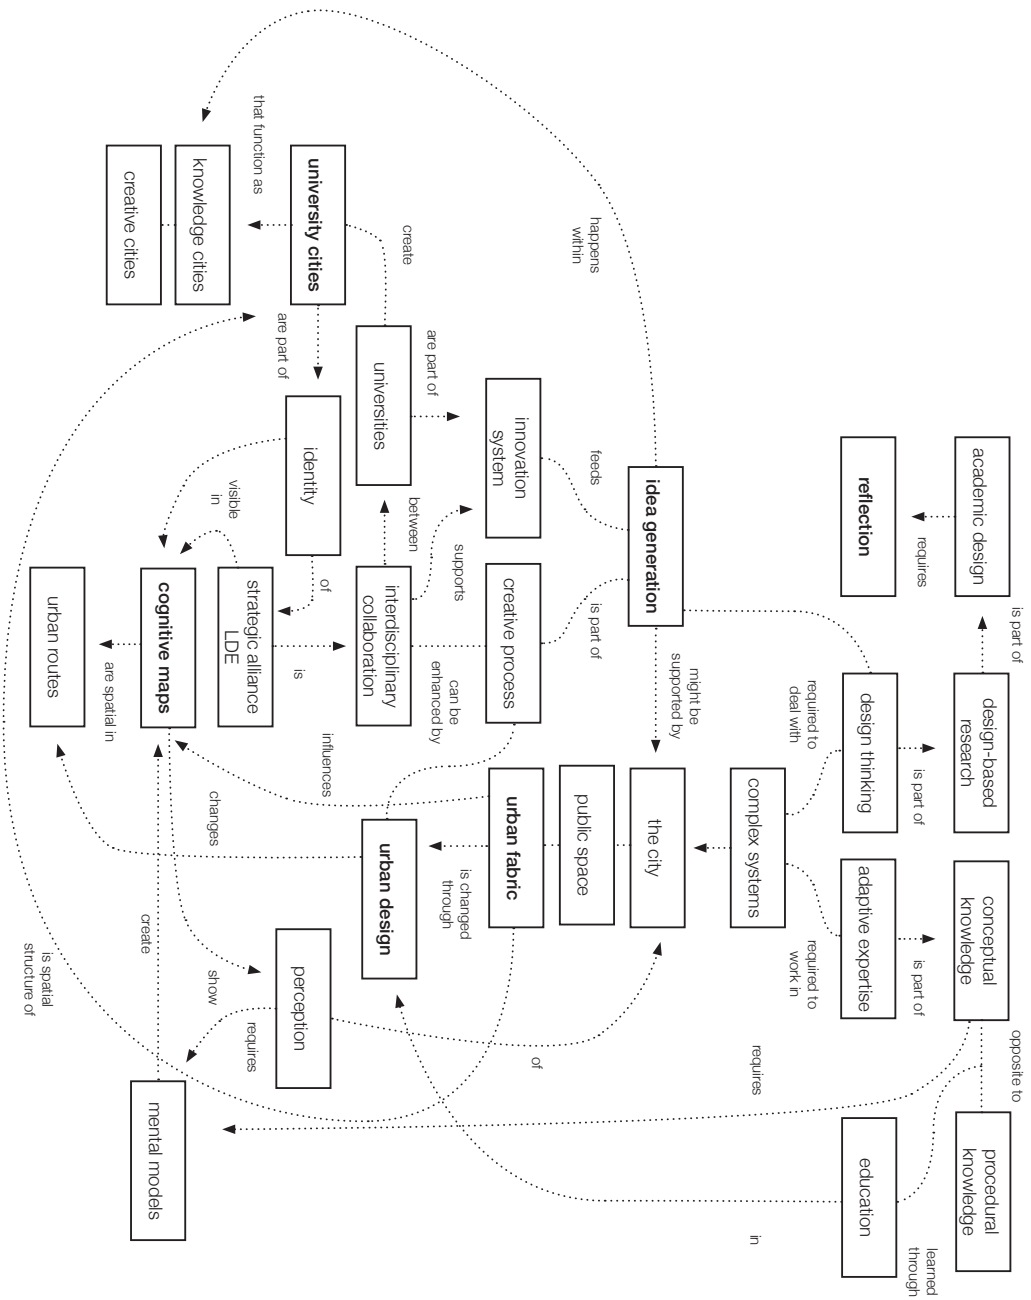 is part of
opposite to
academic design
design-based
research
conceptual
knowledge
procedural
knowledge
requires
is part of
is part of
learned
through
reflection
design thinking
adaptive expertise
education
required to
deal with
required to
work in
complex systems
requires
in
might be
supported by
idea generation
the city
happens
within
feeds
is part of
public space
of
innovation
system
creative process
urban fabric
supports
can be
enhanced by
is changed
through
are part of
between
create
universities
interdisciplinary
collaboration
urban design
influences
university cities
identity
of
is
perception
are part of
that function as
strategic alliance
LDE
requires
visible
in
changes
show
knowledge cities
cognitive maps
create
mental models
creative cities
are spatial in
urban routes
is spatial
structure of